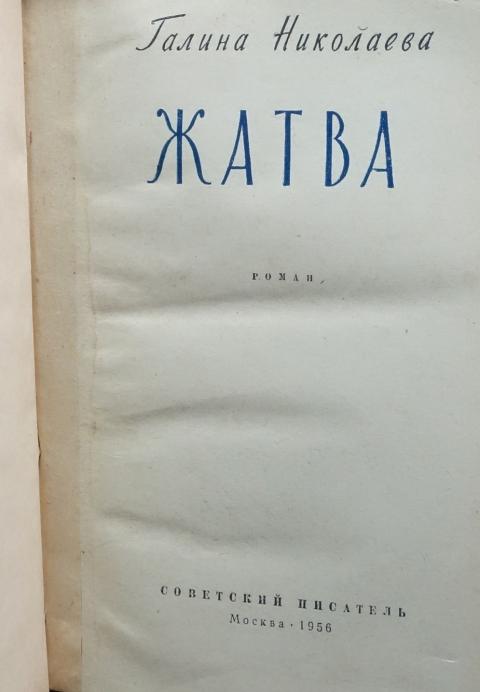 Галина Николаева
ЖАТВА
РОМАН
СОВЕТСКИЙ ПИСАТЕЛЬ
Москва · 1956